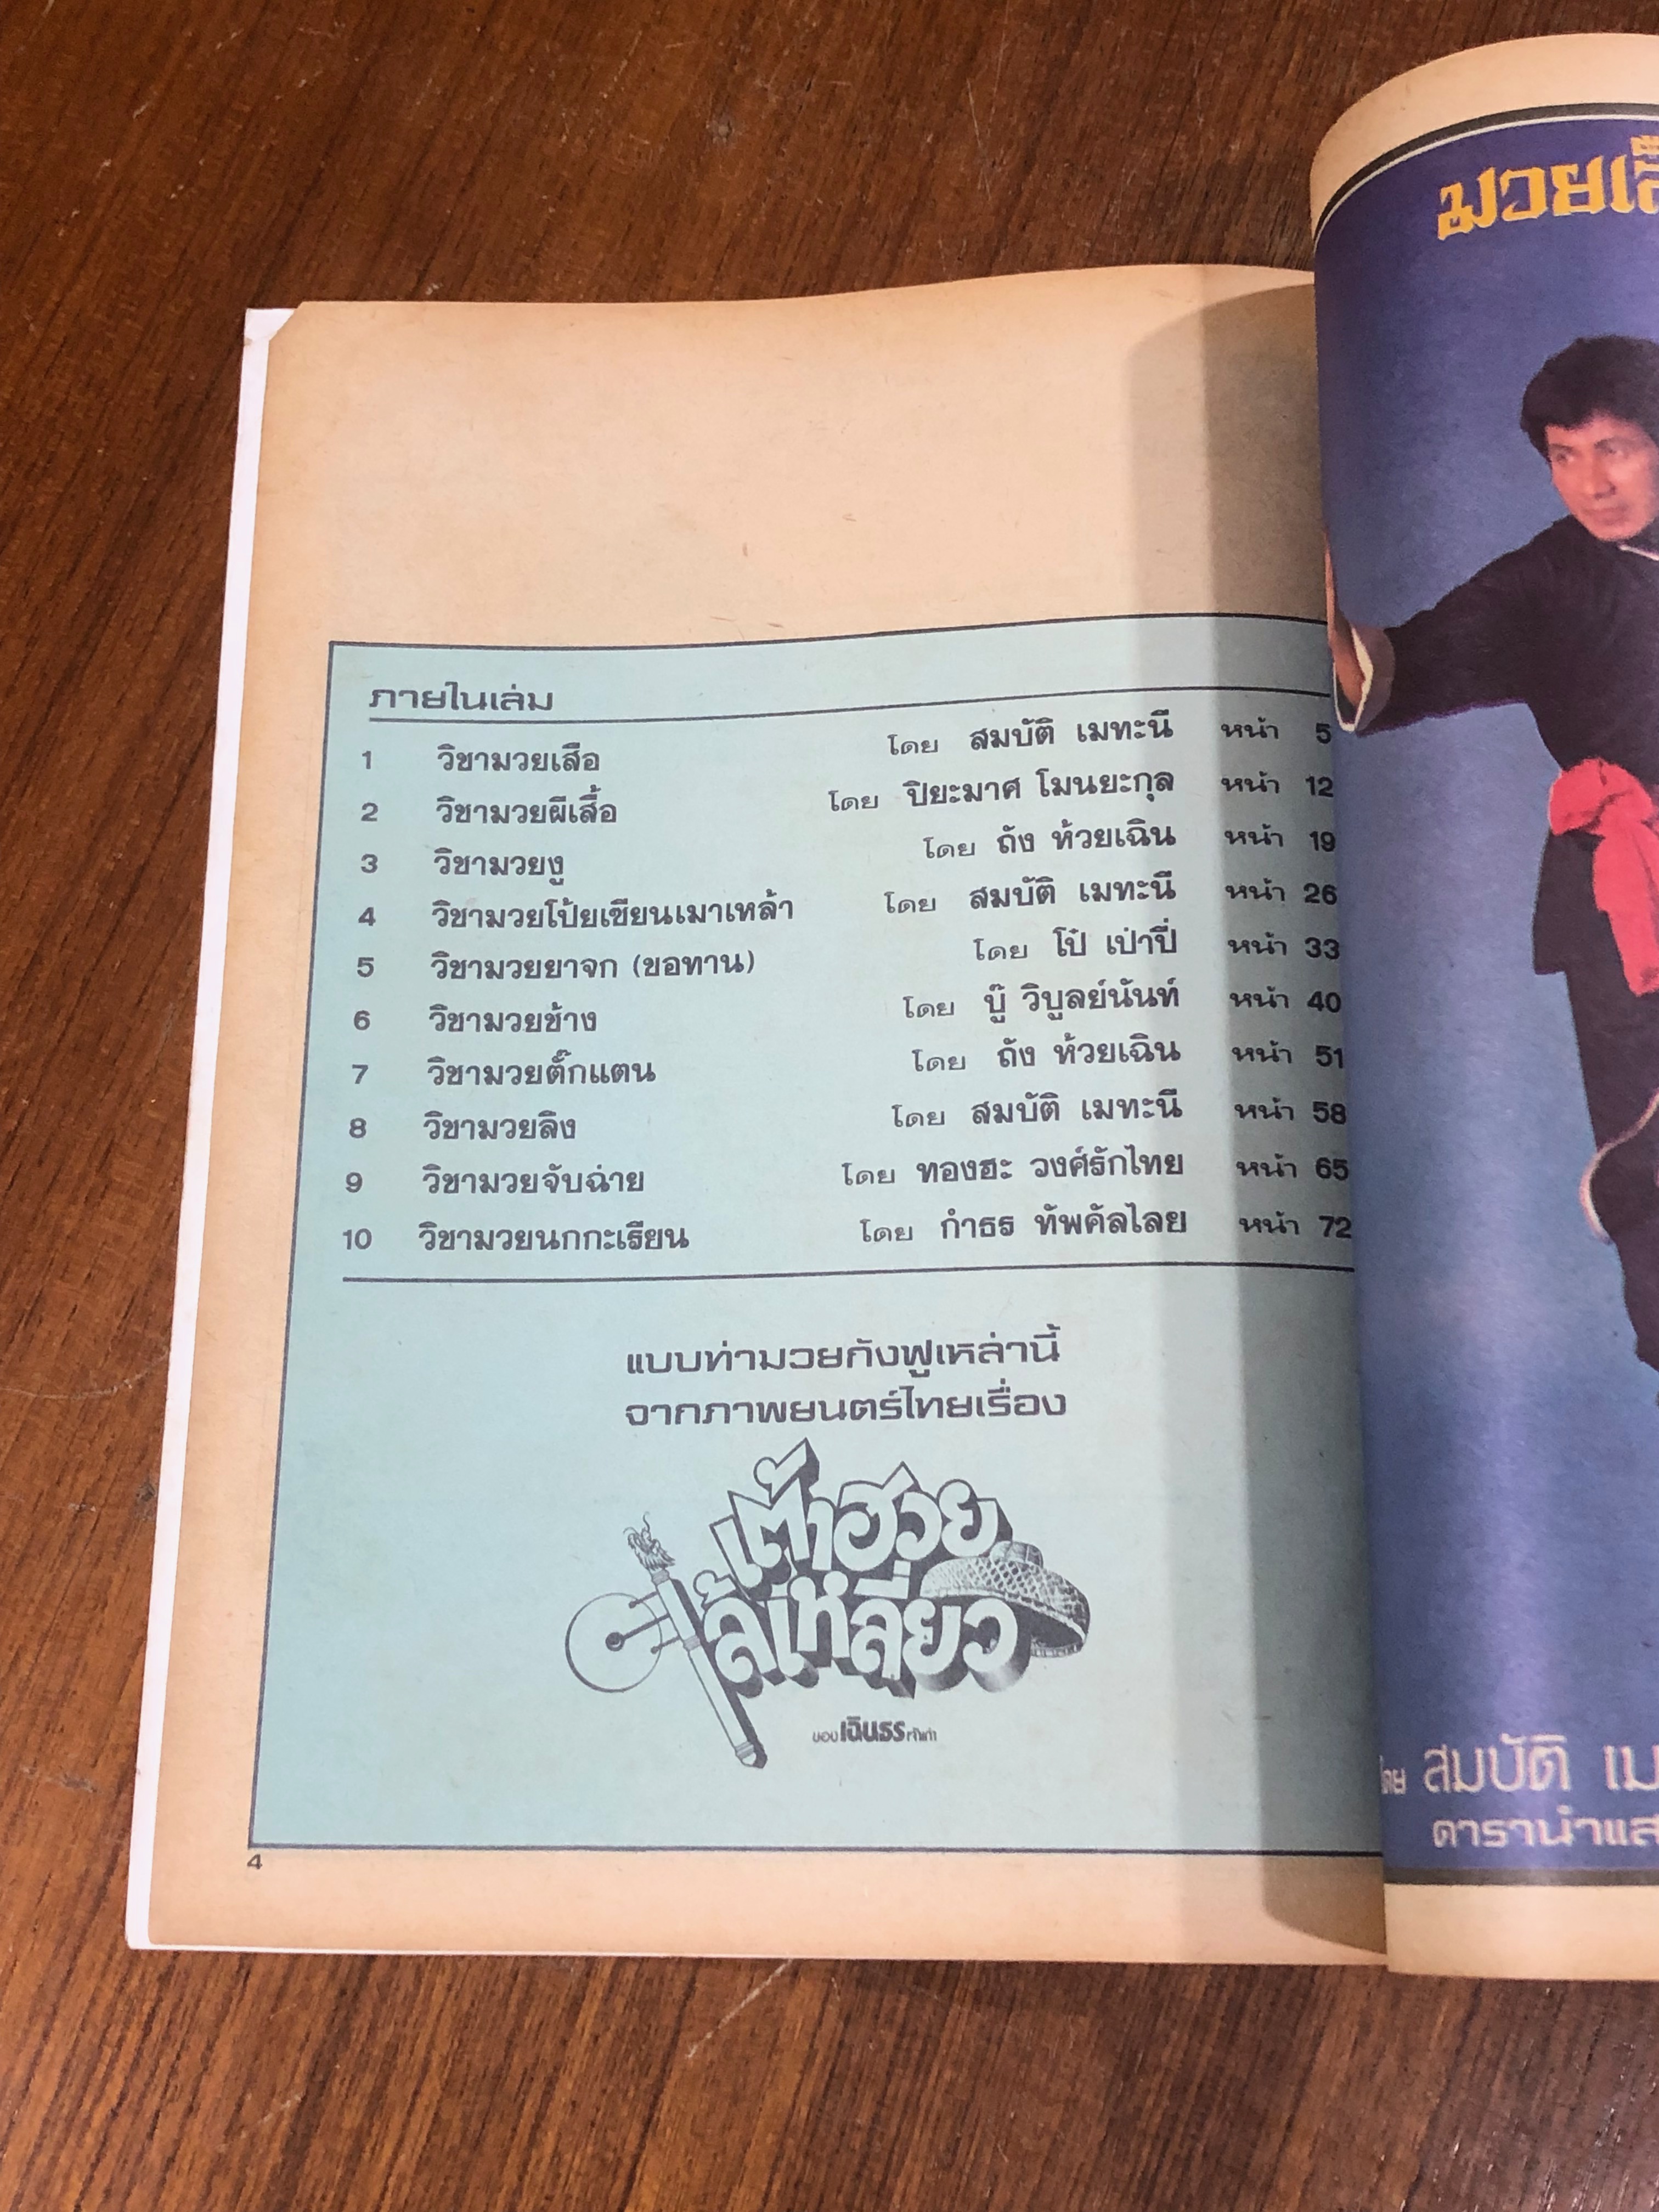 ภายในเล่ม
1 วิชามวยเสือ โดย สมบัติ เมทะนี หน้า 5
2 วิชามวยผีเสื้อ โดย ปิยะมาศ โมนยะกุล หน้า 12
3 วิชามวยงู โดย ถัง ห้วยเฉิน หน้า 19
4 วิชามวยโป้ยเซียนเมาเหล้า โดย สมบัติ เมทะนี หน้า 26
5 วิชามวยยาจก (ขอทาน) โดย โป๋ เป่าปี่ หน้า 33
6 วิชามวยช้าง โดย บู๊ วิบูลย์นันท์ หน้า 40
7 วิชามวยตั๊กแตน โดย ถัง ห้วยเฉิน หน้า 51
8 วิชามวยลิง โดย สมบัติ เมทะนี หน้า 58
9 วิชามวยจับฉ่าย โดย ทองฮะ วงศ์รักไทย หน้า 65
10 วิชามวยนกกะเรียน โดย กำธร ทัพคัลไลย หน้า 72
แบบท่ามวยกังฟูเหล่านี้
จากภาพยนตร์ไทยเรื่อง
เต้าฮวย
ไล้เหลี่ยว
ของ เฉินธร
4
มวย
โดย สมบัติ
ดารานำ